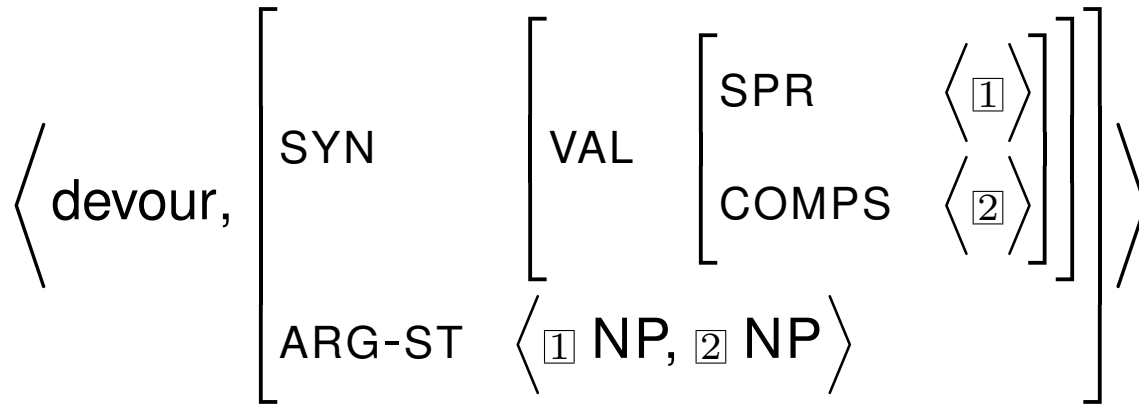 SPR ⟨ 1 ⟩
SYN VAL
⟨ devour,
COMPS ⟨ 2 ⟩
ARG-ST ⟨ 1 NP, 2 NP ⟩